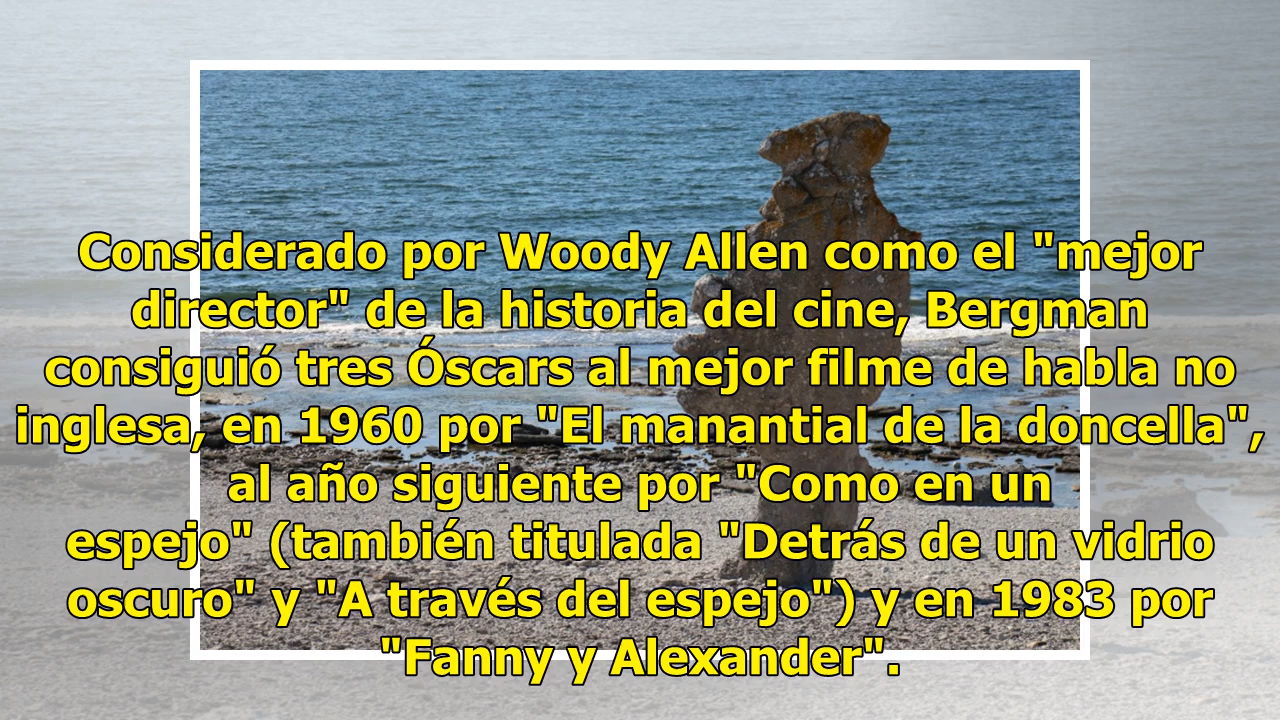 Considerado por Woody Allen como el "mejor
director" de la historia del cine, Bergman
consiguió tres Óscars al mejor filme de habla no
inglesa, en 1960 por "El manantial de la doncella",
al año siguiente por "Como en un
espejo" (también titulada "Detrás de un vidrio
oscuro" y "A través del espejo") y en 1983 por
"Fanny y Alexander".